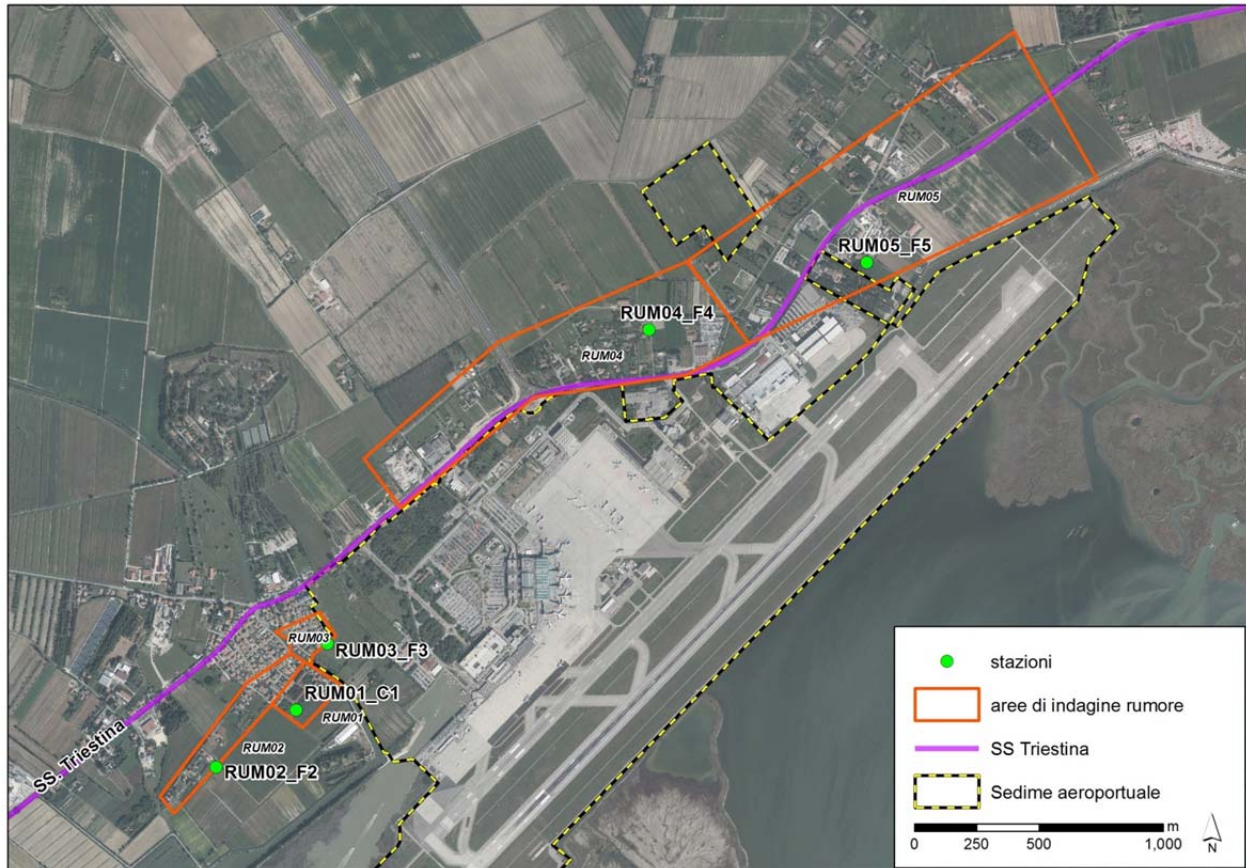 RUM05
RUM05_F5
RUM04_F4
RUM04
RUM03
RUM03_F3
RUM01_C1
RUM01
RUM02
RUM02_F2
SS. Triestina
stazioni
aree di indagine rumore
SS Triestina
Sedime aeroportuale
0 250 500 1,000 m
N